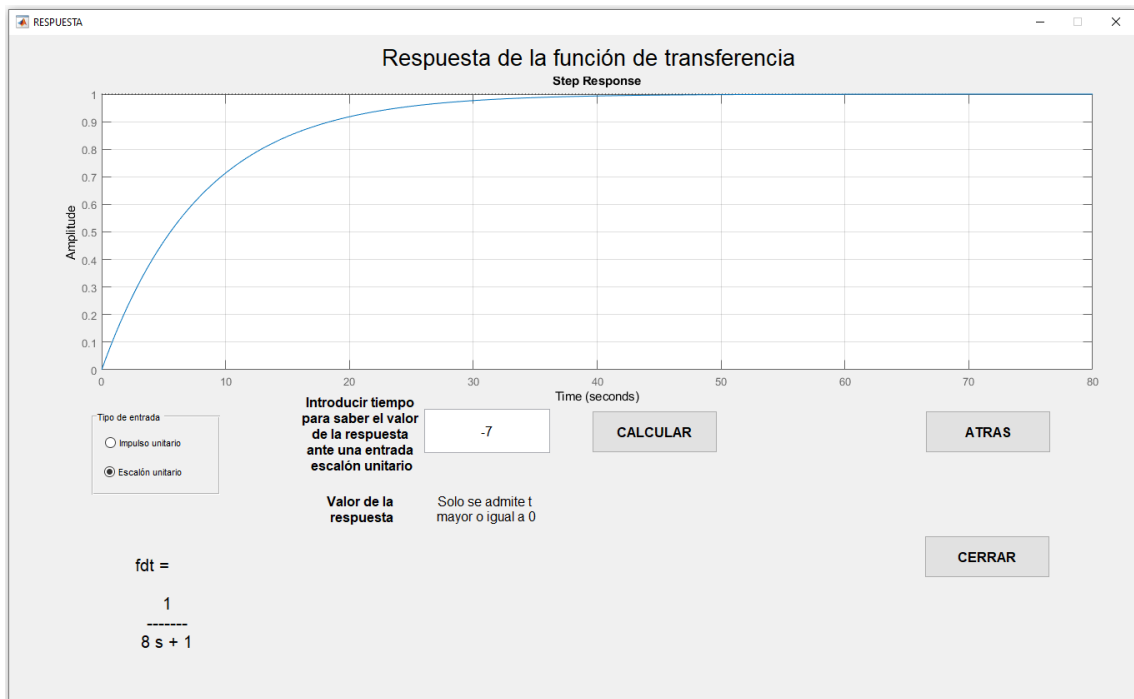 RESPUESTA
Respuesta de la función de transferencia
Step Response
1
0.9
0.8
0.7
0.6
0.5
0.4
0.3
0.2
0.1
0
Amplitude
0 10 20 30 40 50 60 70 80
Time (seconds)
Tipo de entrada
Impulso unitario
Escalón unitario
Introducir tiempo
para saber el valor
de la respuesta
ante una entrada
escalón unitario
-7
CALCULAR
ATRAS
Valor de la
respuesta
Solo se admite t
mayor o igual a 0
CERRAR
fdt =
1
-------
8 s + 1